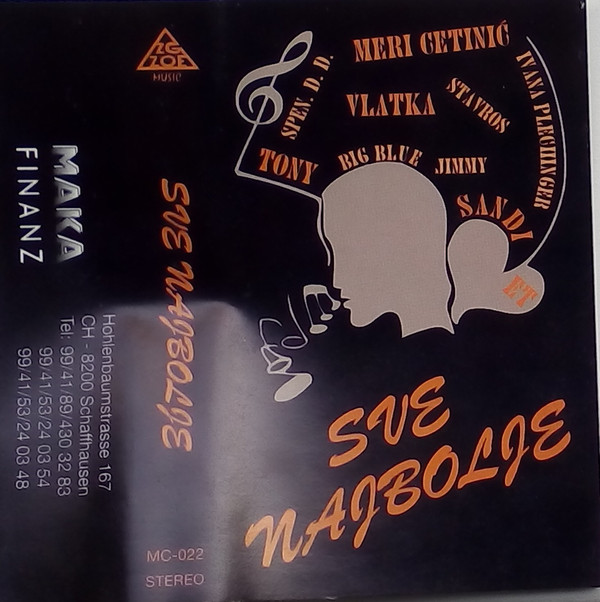 MERI CETINIĆ
SPEN. D. D.
VLATKA
STAVROS
IVANA PLECHINGER
TONY
BIG BLUE
JIMMY
SANDI
ET
SVE
NAJBOLJE
ZG
ZOE
MUSIC
SVE NAJBOLJE
MC-022
STEREO
MAKA
FINANZ
Hohlenbaumstrasse 167
CH - 8200 Schaffhausen
Tel: 99/41/89/430 32 83
99/41/53/24 03 54
99/41/53/24 03 48